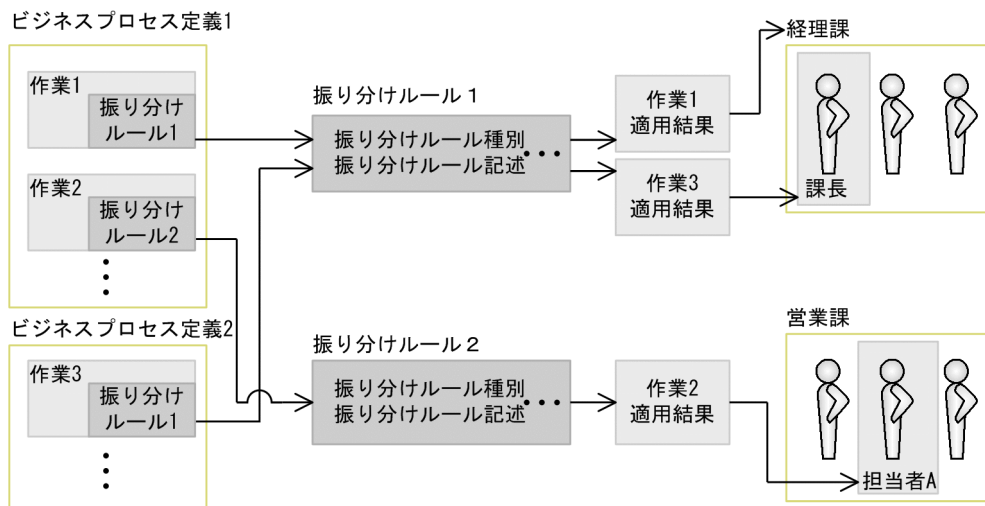 ビジネスプロセス定義1
作業1
振り分け
ルール1
作業2
振り分け
ルール2
ビジネスプロセス定義2
作業3
振り分け
ルール1
振り分けルール１
振り分けルール種別
振り分けルール記述
・・・
振り分けルール２
振り分けルール種別
振り分けルール記述
・・・
作業1
適用結果
作業3
適用結果
作業2
適用結果
経理課
課長
営業課
担当者A